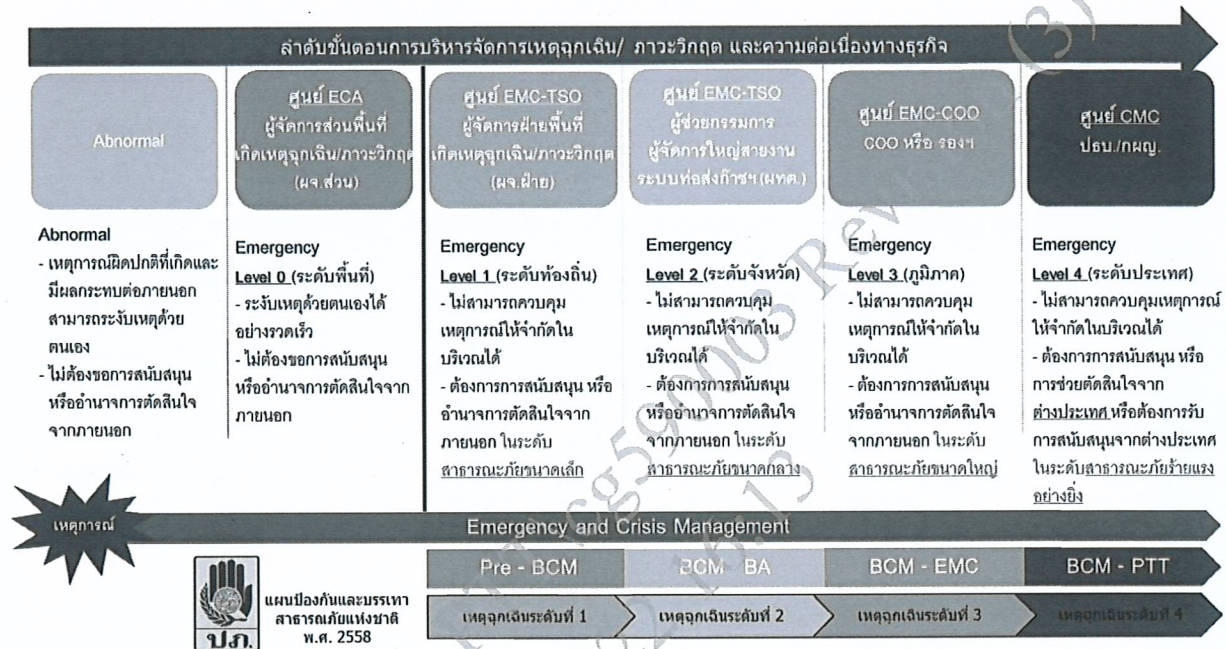 ลำดับขั้นตอนการบริหารจัดการเหตุฉุกเฉิน/ ภาวะวิกฤต และความต่อเนื่องทางธุรกิจ
Abnormal
ศูนย์ ECA
ผู้จัดการส่วนพื้นที่
เกิดเหตุฉุกเฉิน/ภาวะวิกฤต
(ผจ.ส่วน)
ศูนย์ EMC-TSO
ผู้จัดการฝ่ายพื้นที่
เกิดเหตุฉุกเฉิน/ภาวะวิกฤต
(ผจ.ฝ่าย)
ศูนย์ EMC-TSO
ผู้ช่วยกรรมการ
ผู้จัดการใหญ่สายงาน
ระบบท่อส่งก๊าซฯ (ผทต.)
ศูนย์ EMC-COO
COO หรือ รองฯ
ศูนย์ CMC
ปธบ./กผญ.
Abnormal
- เหตุการณ์ผิดปกติที่เกิดและ
มีผลกระทบต่อภายนอก
สามารถระงับเหตุด้วย
ตนเอง
- ไม่ต้องขอการสนับสนุน
หรืออำนาจการตัดสินใจ
จากภายนอก
Emergency
Level 0 (ระดับพื้นที่)
- ระงับเหตุด้วยตนเองได้
อย่างรวดเร็ว
- ไม่ต้องขอการสนับสนุน
หรืออำนาจการตัดสินใจจาก
ภายนอก
Emergency
Level 1 (ระดับท้องถิ่น)
- ไม่สามารถควบคุม
เหตุการณ์ให้จำกัดใน
บริเวณได้
- ต้องการการสนับสนุน หรือ
อำนาจการตัดสินใจจาก
ภายนอก ในระดับ
สาธารณะภัยขนาดเล็ก
Emergency
Level 2 (ระดับจังหวัด)
- ไม่สามารถควบคุม
เหตุการณ์ให้จำกัดใน
บริเวณได้
- ต้องการการสนับสนุน
หรืออำนาจการตัดสินใจ
จากภายนอก ในระดับ
สาธารณะภัยขนาดกลาง
Emergency
Level 3 (ภูมิภาค)
- ไม่สามารถควบคุม
เหตุการณ์ให้จำกัดใน
บริเวณได้
- ต้องการการสนับสนุน
หรืออำนาจการตัดสินใจ
จากภายนอก ในระดับ
สาธารณะภัยขนาดใหญ่
Emergency
Level 4 (ระดับประเทศ)
- ไม่สามารถควบคุมเหตุการณ์
ให้จำกัดในบริเวณได้
- ต้องการการสนับสนุน หรือ
การช่วยตัดสินใจจาก
ต่างประเทศ หรือต้องการรับ
การสนับสนุนจากต่างประเทศ
ในระดับสาธารณะภัยร้ายแรง
อย่างยิ่ง
เหตุการณ์
Emergency and Crisis Management
Pre - BCM
BCM BA
BCM - EMC
BCM - PTT
ปภ.
แผนป้องกันและบรรเทา
สาธารณภัยแห่งชาติ
พ.ศ. 2558
เหตุฉุกเฉินระดับที่ 1
เหตุฉุกเฉินระดับที่ 2
เหตุฉุกเฉินระดับที่ 3
เหตุฉุกเฉินระดับที่ 4